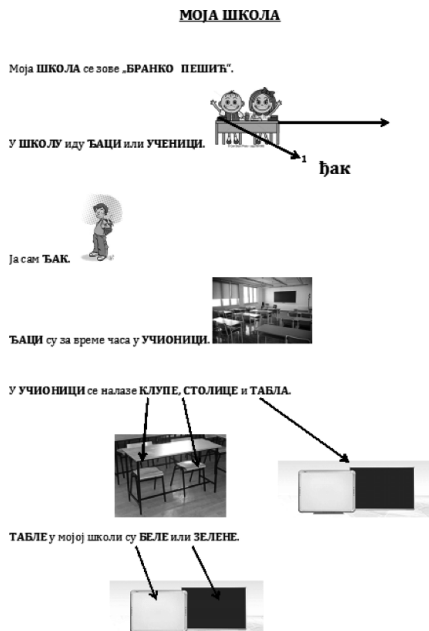 МОЈА ШКОЛА
Моја ШКОЛА се зове „БРАНКО ПЕШИЋ“.
У ШКОЛУ иду ЂАЦИ или УЧЕНИЦИ.
1
ђак
Ја сам ЂАК.
ЂАЦИ су за време часа у УЧИОНИЦИ.
У УЧИОНИЦИ се налазе КЛУПЕ, СТОЛИЦЕ и ТАБЛА.
ТАБЛЕ у мојој школи су БЕЛЕ или ЗЕЛЕНЕ.